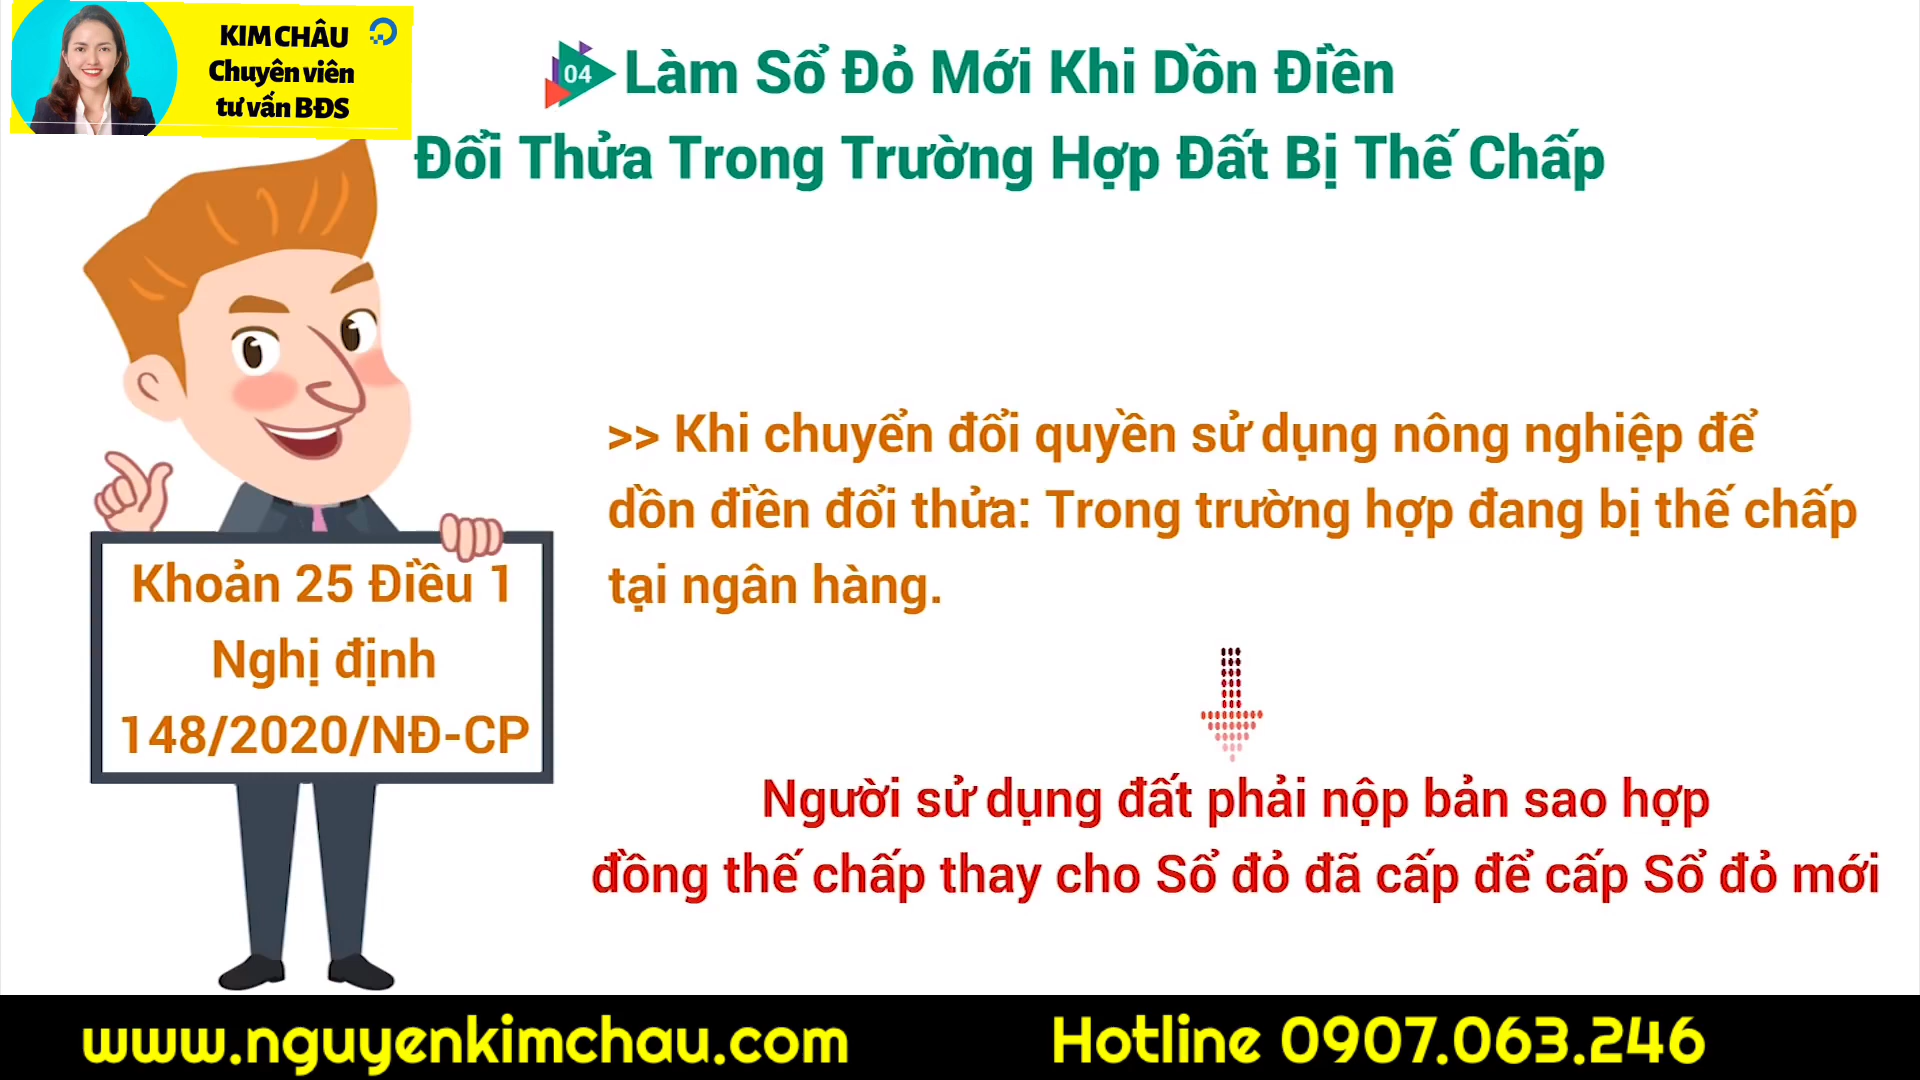 KIM CHÂU
Chuyên viên
tư vấn BĐS
04
Làm Sổ Đỏ Mới Khi Dồn Điền
Đổi Thửa Trong Trường Hợp Đất Bị Thế Chấp
>> Khi chuyển đổi quyền sử dụng nông nghiệp để
dồn điền đổi thửa: Trong trường hợp đang bị thế chấp
tại ngân hàng.
Khoản 25 Điều 1
Nghị định
148/2020/NĐ-CP
Người sử dụng đất phải nộp bản sao hợp
đồng thế chấp thay cho Sổ đỏ đã cấp để cấp Sổ đỏ mới
www.nguyenkimchau.com
Hotline 0907.063.246